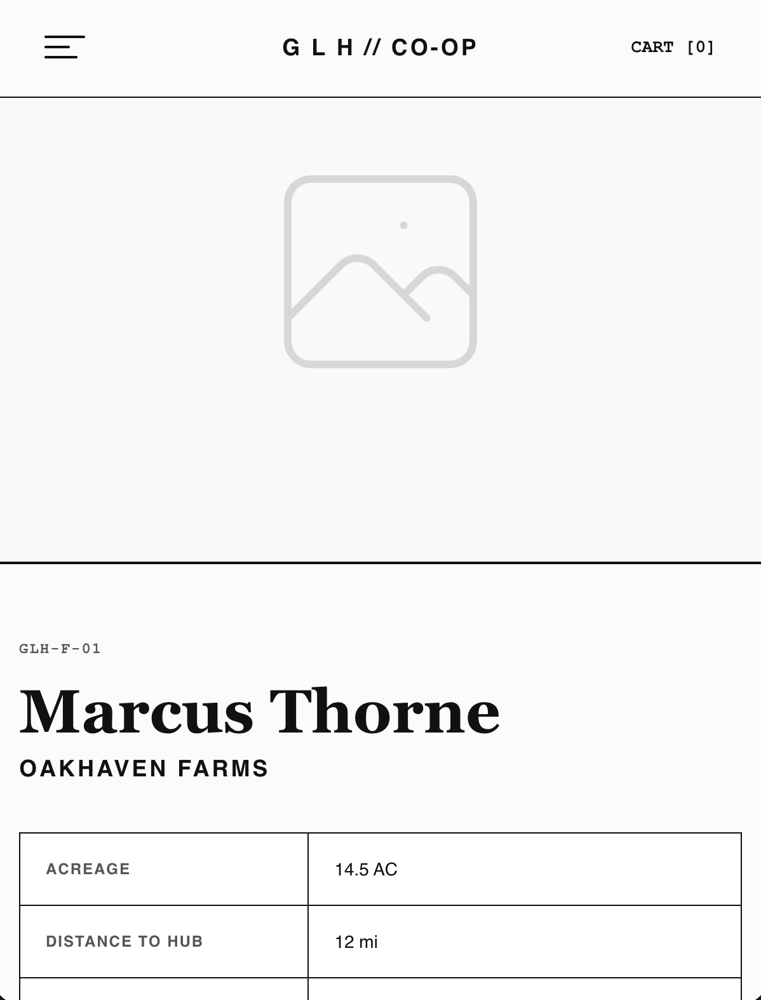 G L H // CO-OP
CART [0]
GLH-F-01
Marcus Thorne
OAKHAVEN FARMS
ACREAGE
14.5 AC
DISTANCE TO HUB
12 mi